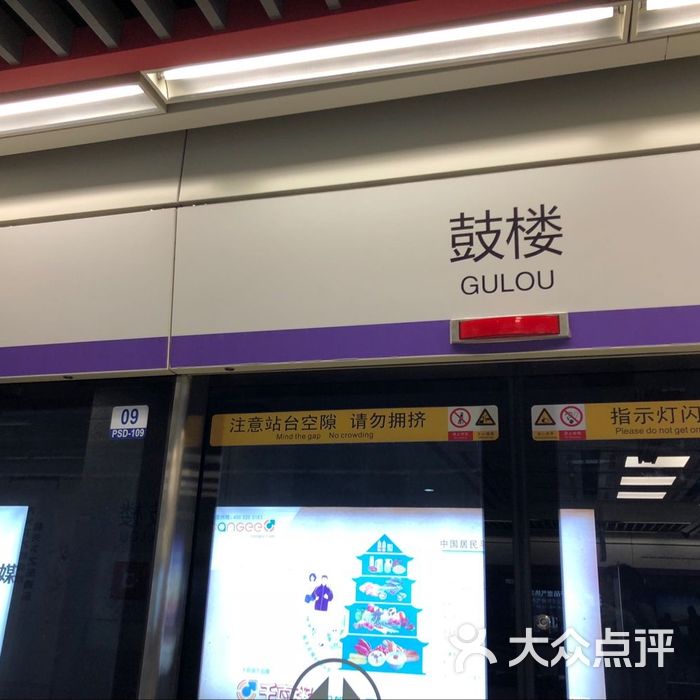 鼓楼
GULOU
09
PSD-109
注意站台空隙 请勿拥挤
Mind the gap No crowding
指示灯闪
Please do not get on
angee
中国居民
媒
大众点评